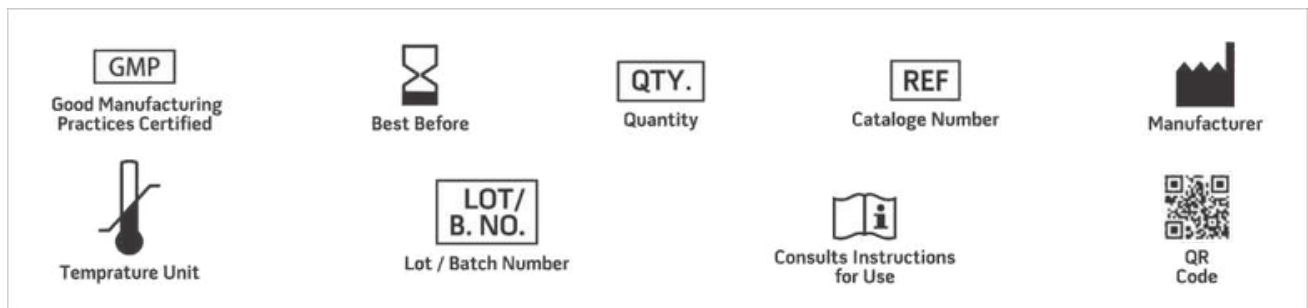 GMP
Good Manufacturing
Practices Certified
Best Before
QTY.
Quantity
REF
Cataloge Number
Manufacturer
Temprature Unit
LOT/
B. NO.
Lot / Batch Number
i
Consults Instructions
for Use
QR
Code